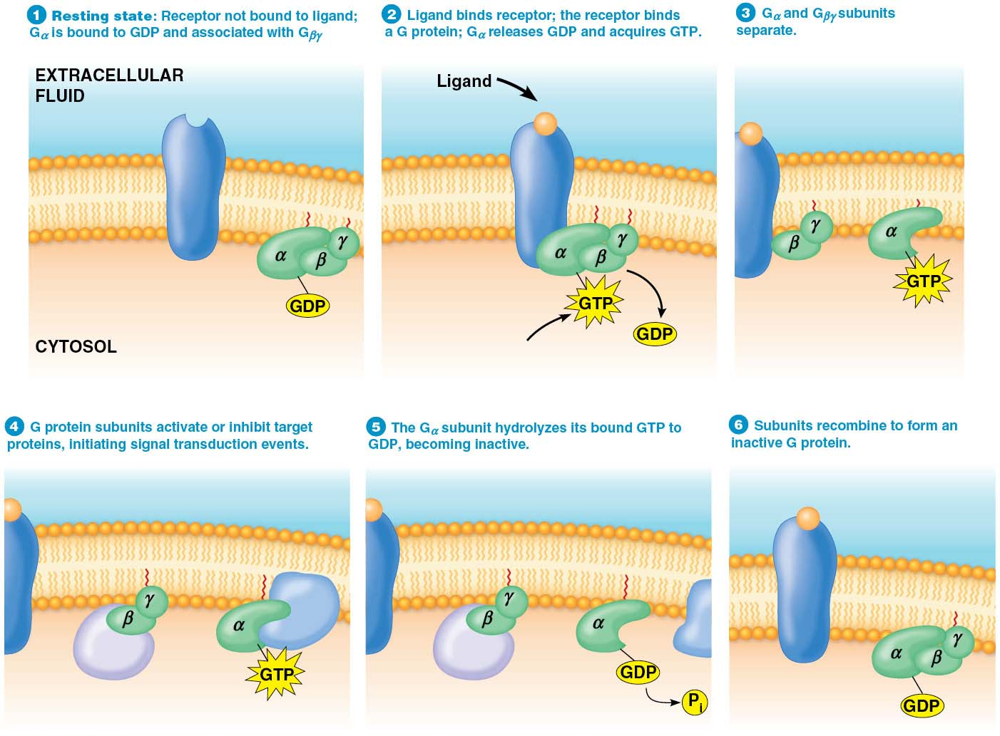 1 Resting state: Receptor not bound to ligand;
Gα is bound to GDP and associated with Gβγ
EXTRACELLULAR
FLUID
α
β
γ
GDP
CYTOSOL
2 Ligand binds receptor; the receptor binds
a G protein; Gα releases GDP and acquires GTP.
Ligand
α
β
γ
GTP
GDP
3 Gα and Gβγ subunits
separate.
γ
β
α
GTP
4 G protein subunits activate or inhibit target
proteins, initiating signal transduction events.
γ
β
α
GTP
5 The Gα subunit hydrolyzes its bound GTP to
GDP, becoming inactive.
γ
β
α
GDP
Pi
6 Subunits recombine to form an
inactive G protein.
α
β
γ
GDP